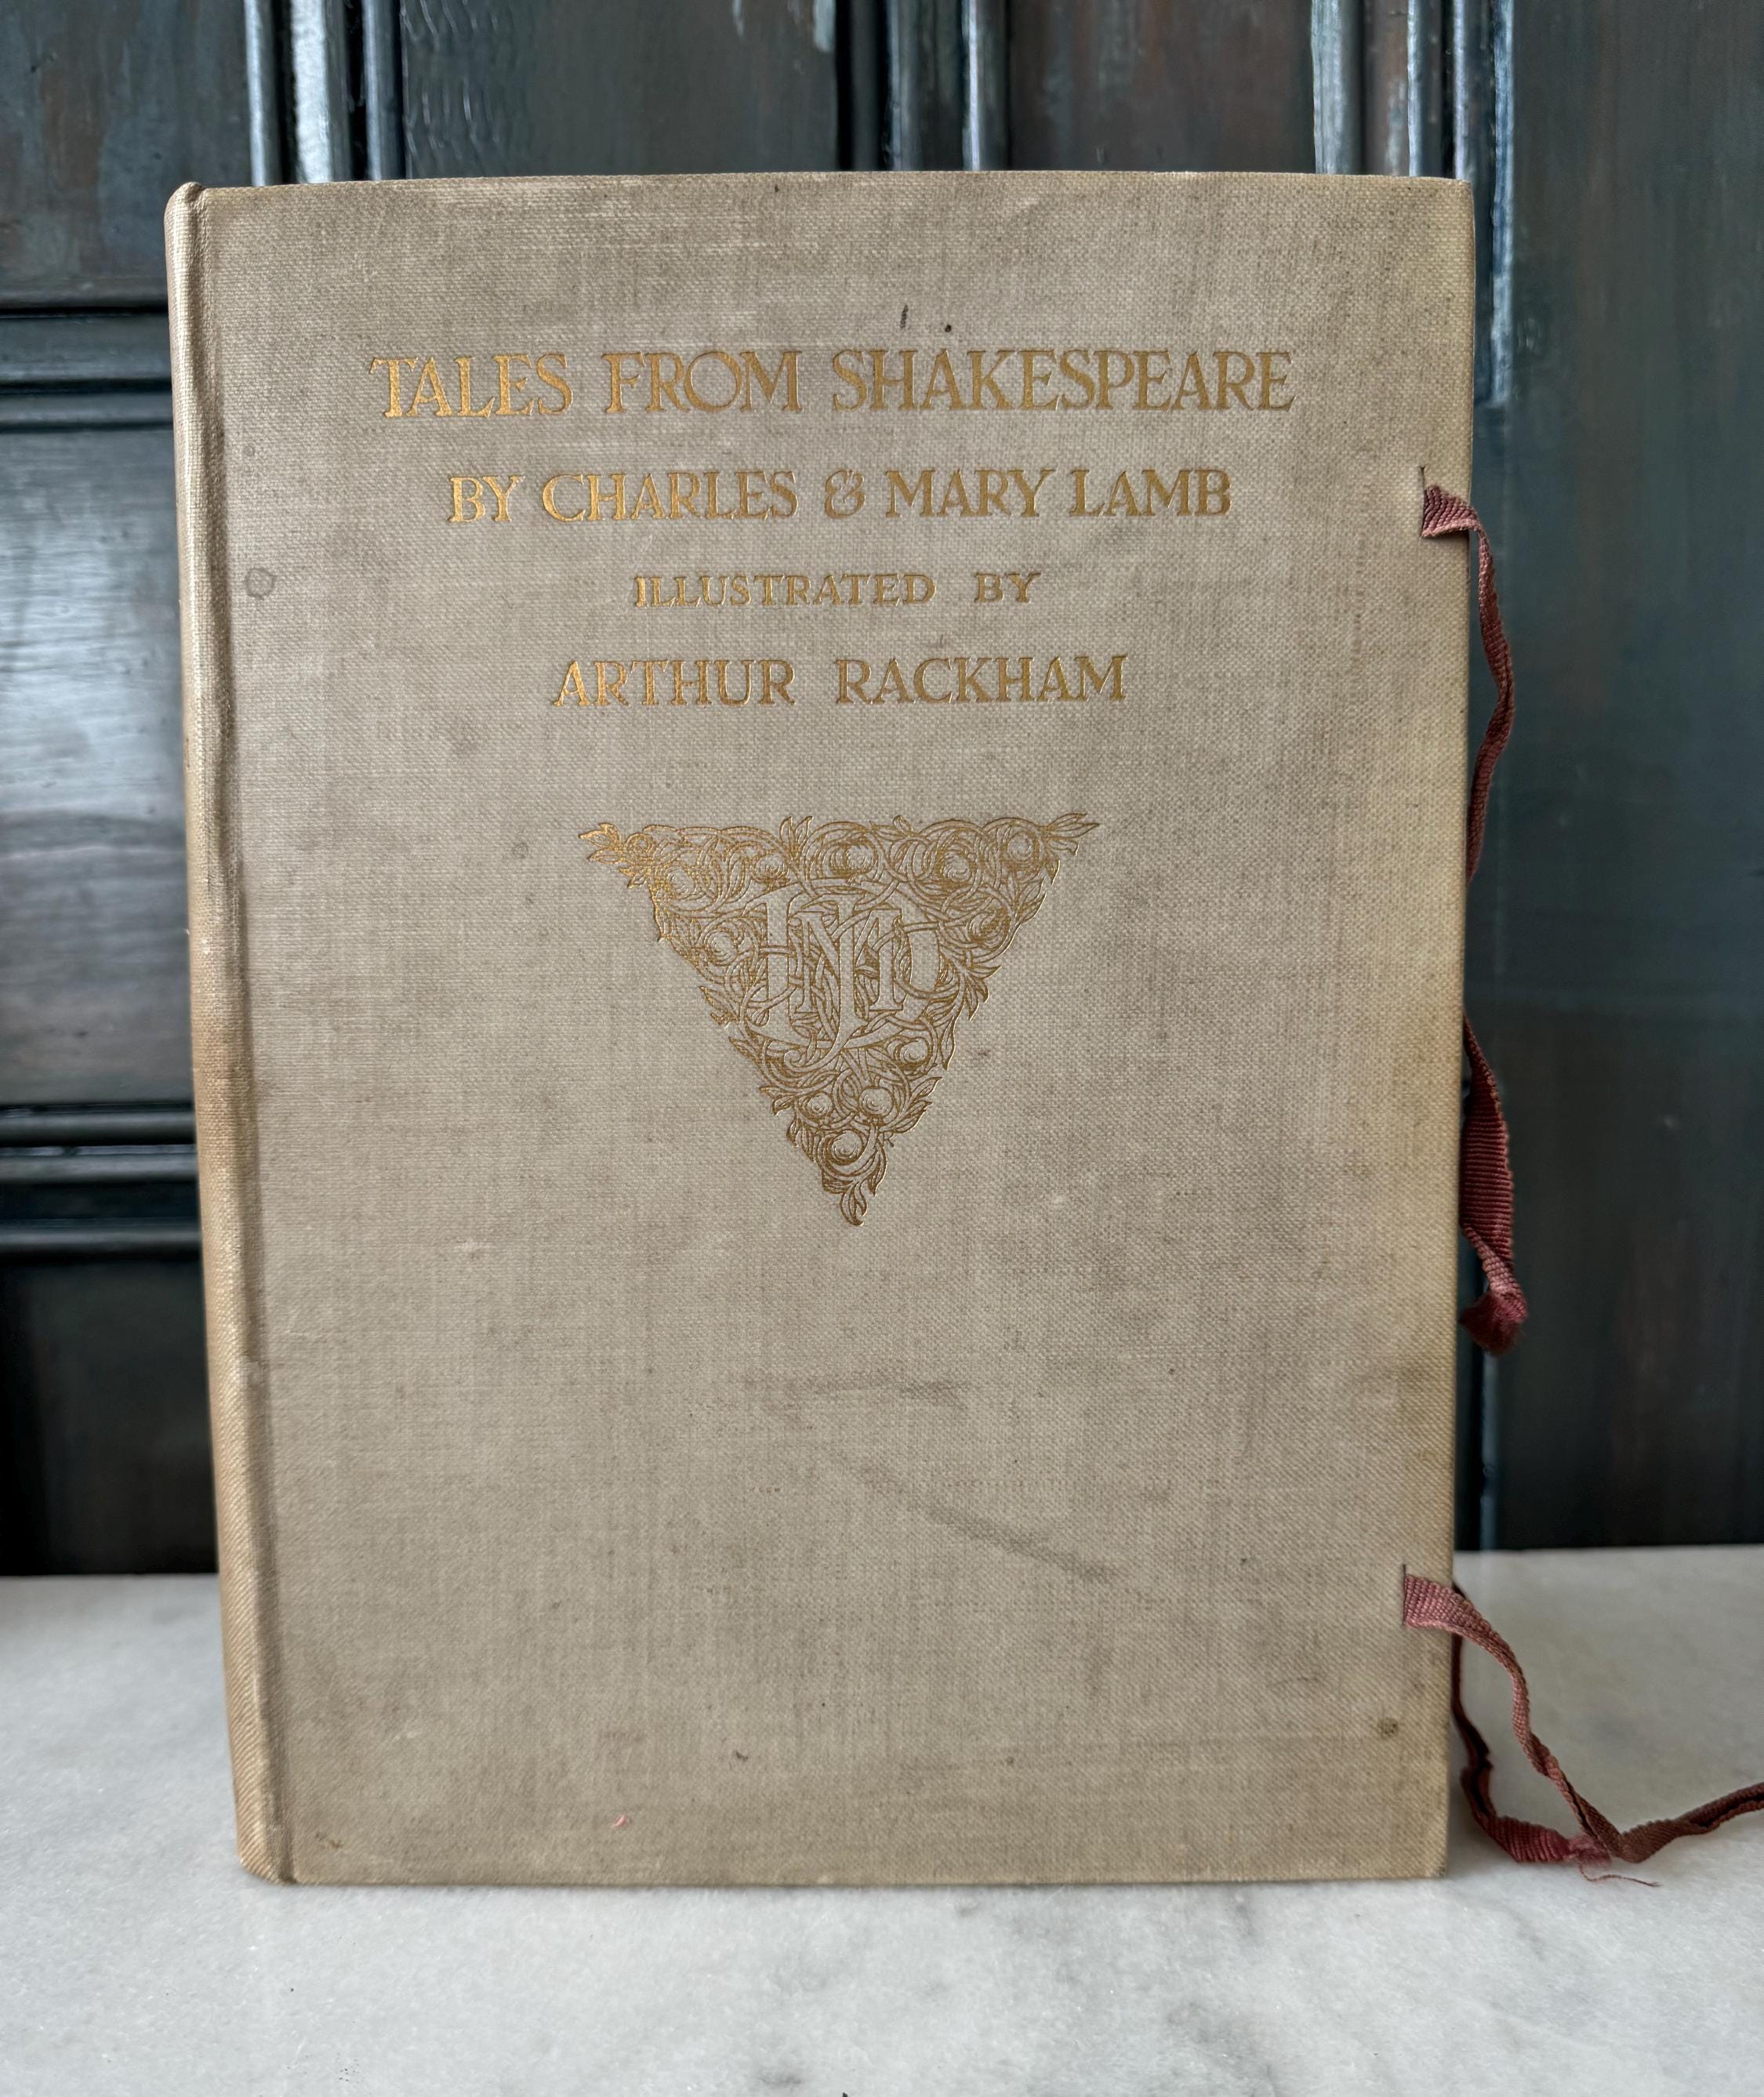 TALES FROM SHAKESPEARE
BY CHARLES & MARY LAMB
ILLUSTRATED BY
ARTHUR RACKHAM